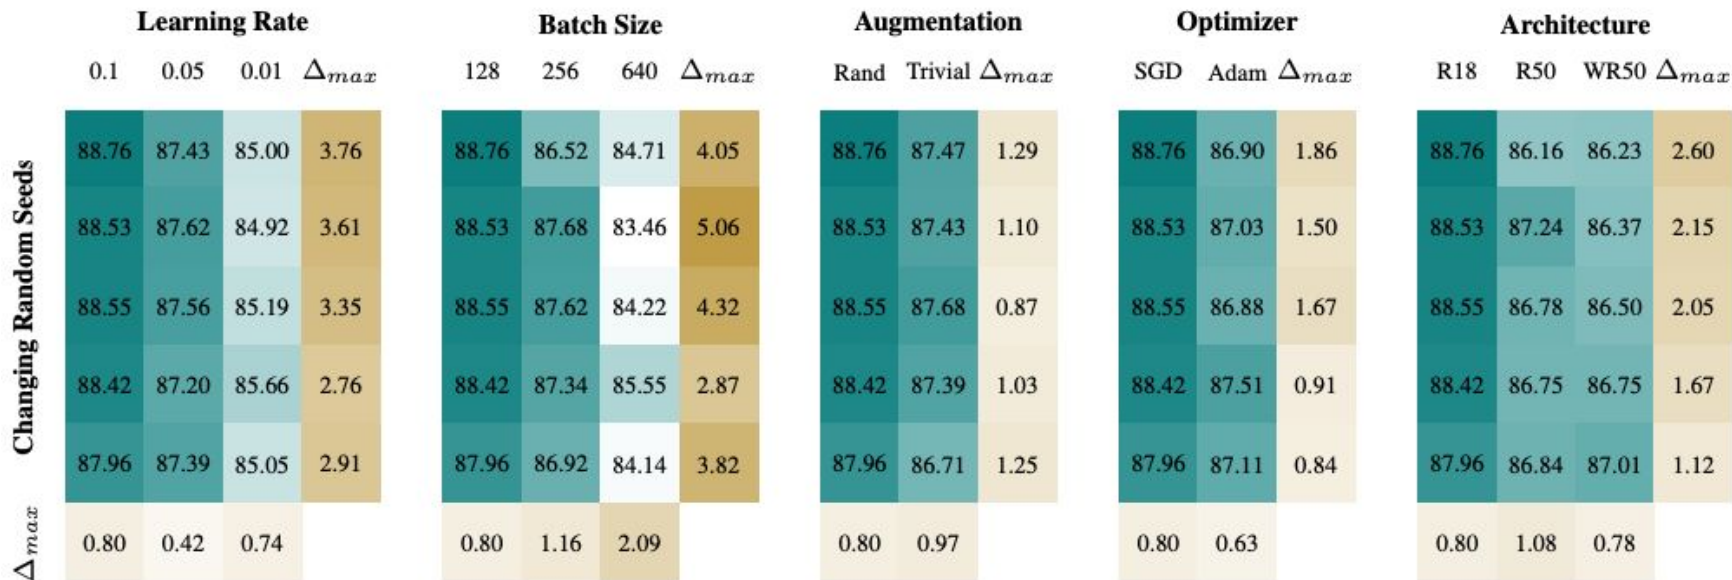 Learning Rate Batch Size Augmentation Optimizer Architecture
0.1 0.05 0.01 Δmax 128 256 640 Δmax Rand Trivial Δmax SGD Adam Δmax R18 R50 WR50 Δmax
Changing Random Seeds
88.76 87.43 85.00 3.76 88.76 86.52 84.71 4.05 88.76 87.47 1.29 88.76 86.90 1.86 88.76 86.16 86.23 2.60
88.53 87.62 84.92 3.61 88.53 87.68 83.46 5.06 88.53 87.43 1.10 88.53 87.03 1.50 88.53 87.24 86.37 2.15
88.55 87.56 85.19 3.35 88.55 87.62 84.22 4.32 88.55 87.68 0.87 88.55 86.88 1.67 88.55 86.78 86.50 2.05
88.42 87.20 85.66 2.76 88.42 87.34 85.55 2.87 88.42 87.39 1.03 88.42 87.51 0.91 88.42 86.75 86.75 1.67
87.96 87.39 85.05 2.91 87.96 86.92 84.14 3.82 87.96 86.71 1.25 87.96 87.11 0.84 87.96 86.84 87.01 1.12
Δmax 0.80 0.42 0.74 0.80 1.16 2.09 0.80 0.97 0.80 0.63 0.80 1.08 0.78